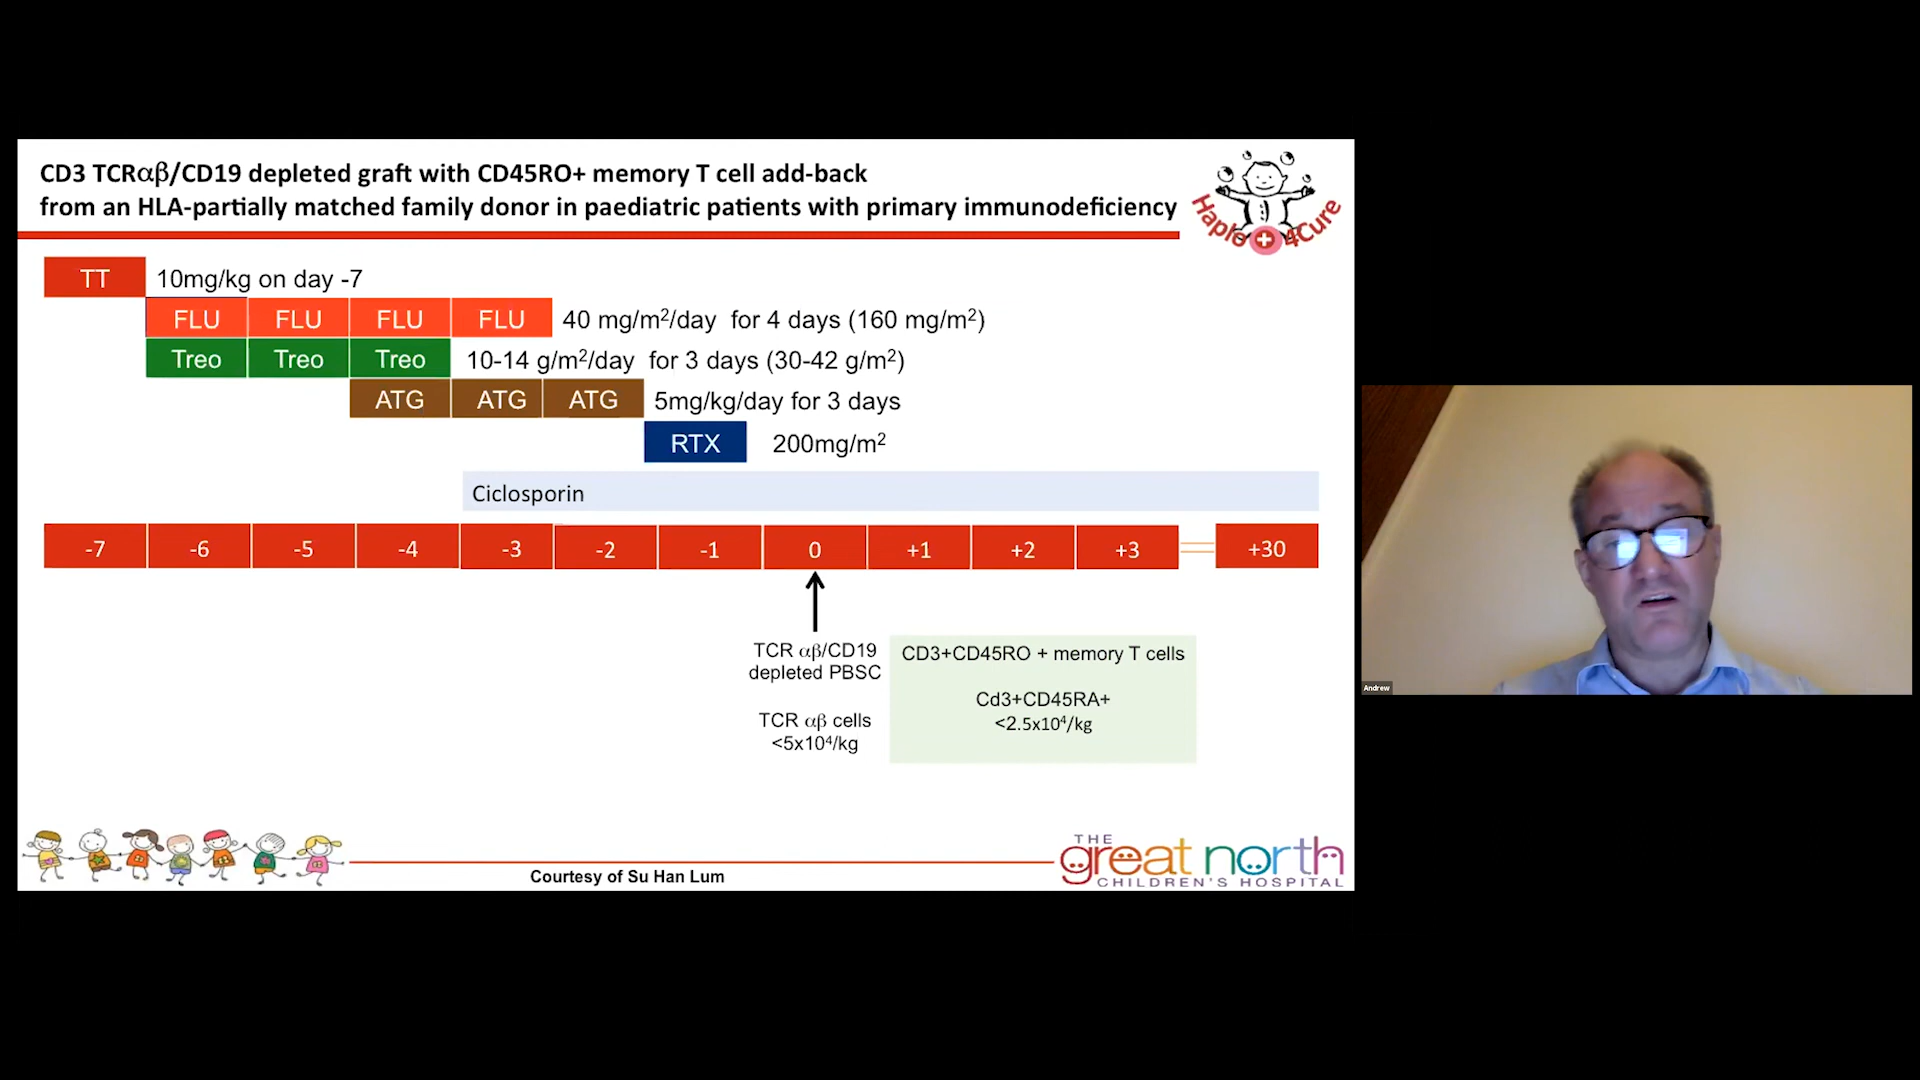 CD3 TCRαβ/CD19 depleted graft with CD45RO+ memory T cell add-back
from an HLA-partially matched family donor in paediatric patients with primary immunodeficiency
Haplo 4Cure
TT 10mg/kg on day -7
FLU FLU FLU FLU 40 mg/m²/day for 4 days (160 mg/m²)
Treo Treo Treo 10-14 g/m²/day for 3 days (30-42 g/m²)
ATG ATG ATG 5mg/kg/day for 3 days
RTX 200mg/m²
Ciclosporin
-7 -6 -5 -4 -3 -2 -1 0 +1 +2 +3 +30
TCR αβ/CD19
depleted PBSC
TCR αβ cells
<5x10⁴/kg
CD3+CD45RO + memory T cells
Cd3+CD45RA+
<2.5x10⁴/kg
Courtesy of Su Han Lum
THE
great north
CHILDREN'S HOSPITAL
Andrew